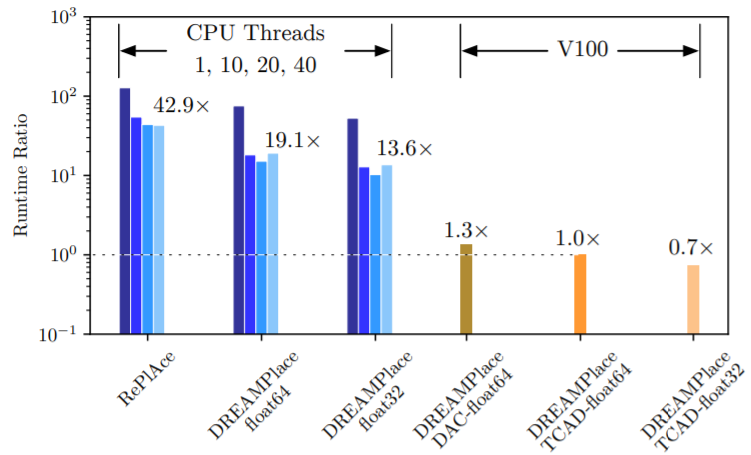 10³
10²
10¹
10⁰
10⁻¹
Runtime Ratio
CPU Threads
1, 10, 20, 40
V100
42.9×
19.1×
13.6×
1.3×
1.0×
0.7×
RePlAce
DREAMPlace
float64
DREAMPlace
float32
DREAMPlace
DAC-float64
DREAMPlace
TCAD-float64
DREAMPlace
TCAD-float32